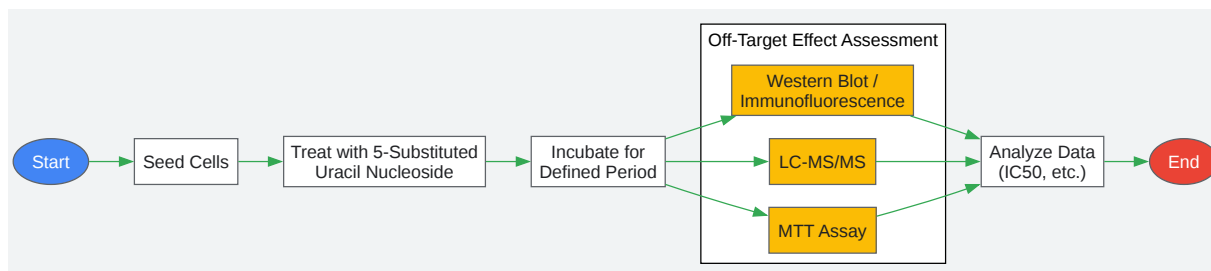 Start
Seed Cells
Treat with 5-Substituted
Uracil Nucleoside
Incubate for
Defined Period
Off-Target Effect Assessment
Western Blot /
Immunofluorescence
LC-MS/MS
MTT Assay
Analyze Data
(IC50, etc.)
End